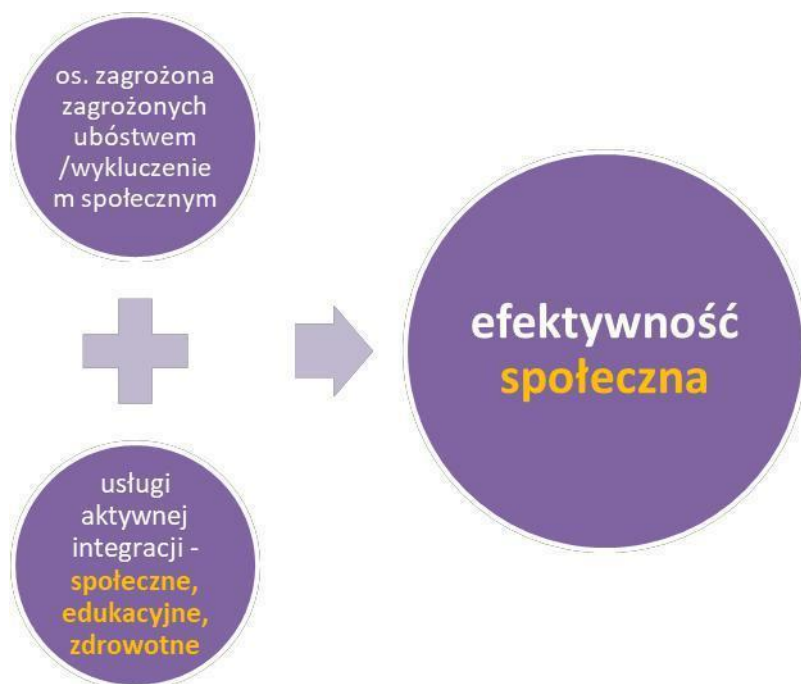 os. zagrożona
zagrożonych
ubóstwem
/wykluczenie
m społecznym
efektywność
społeczna
usługi
aktywnej
integracji -
społeczne,
edukacyjne,
zdrowotne